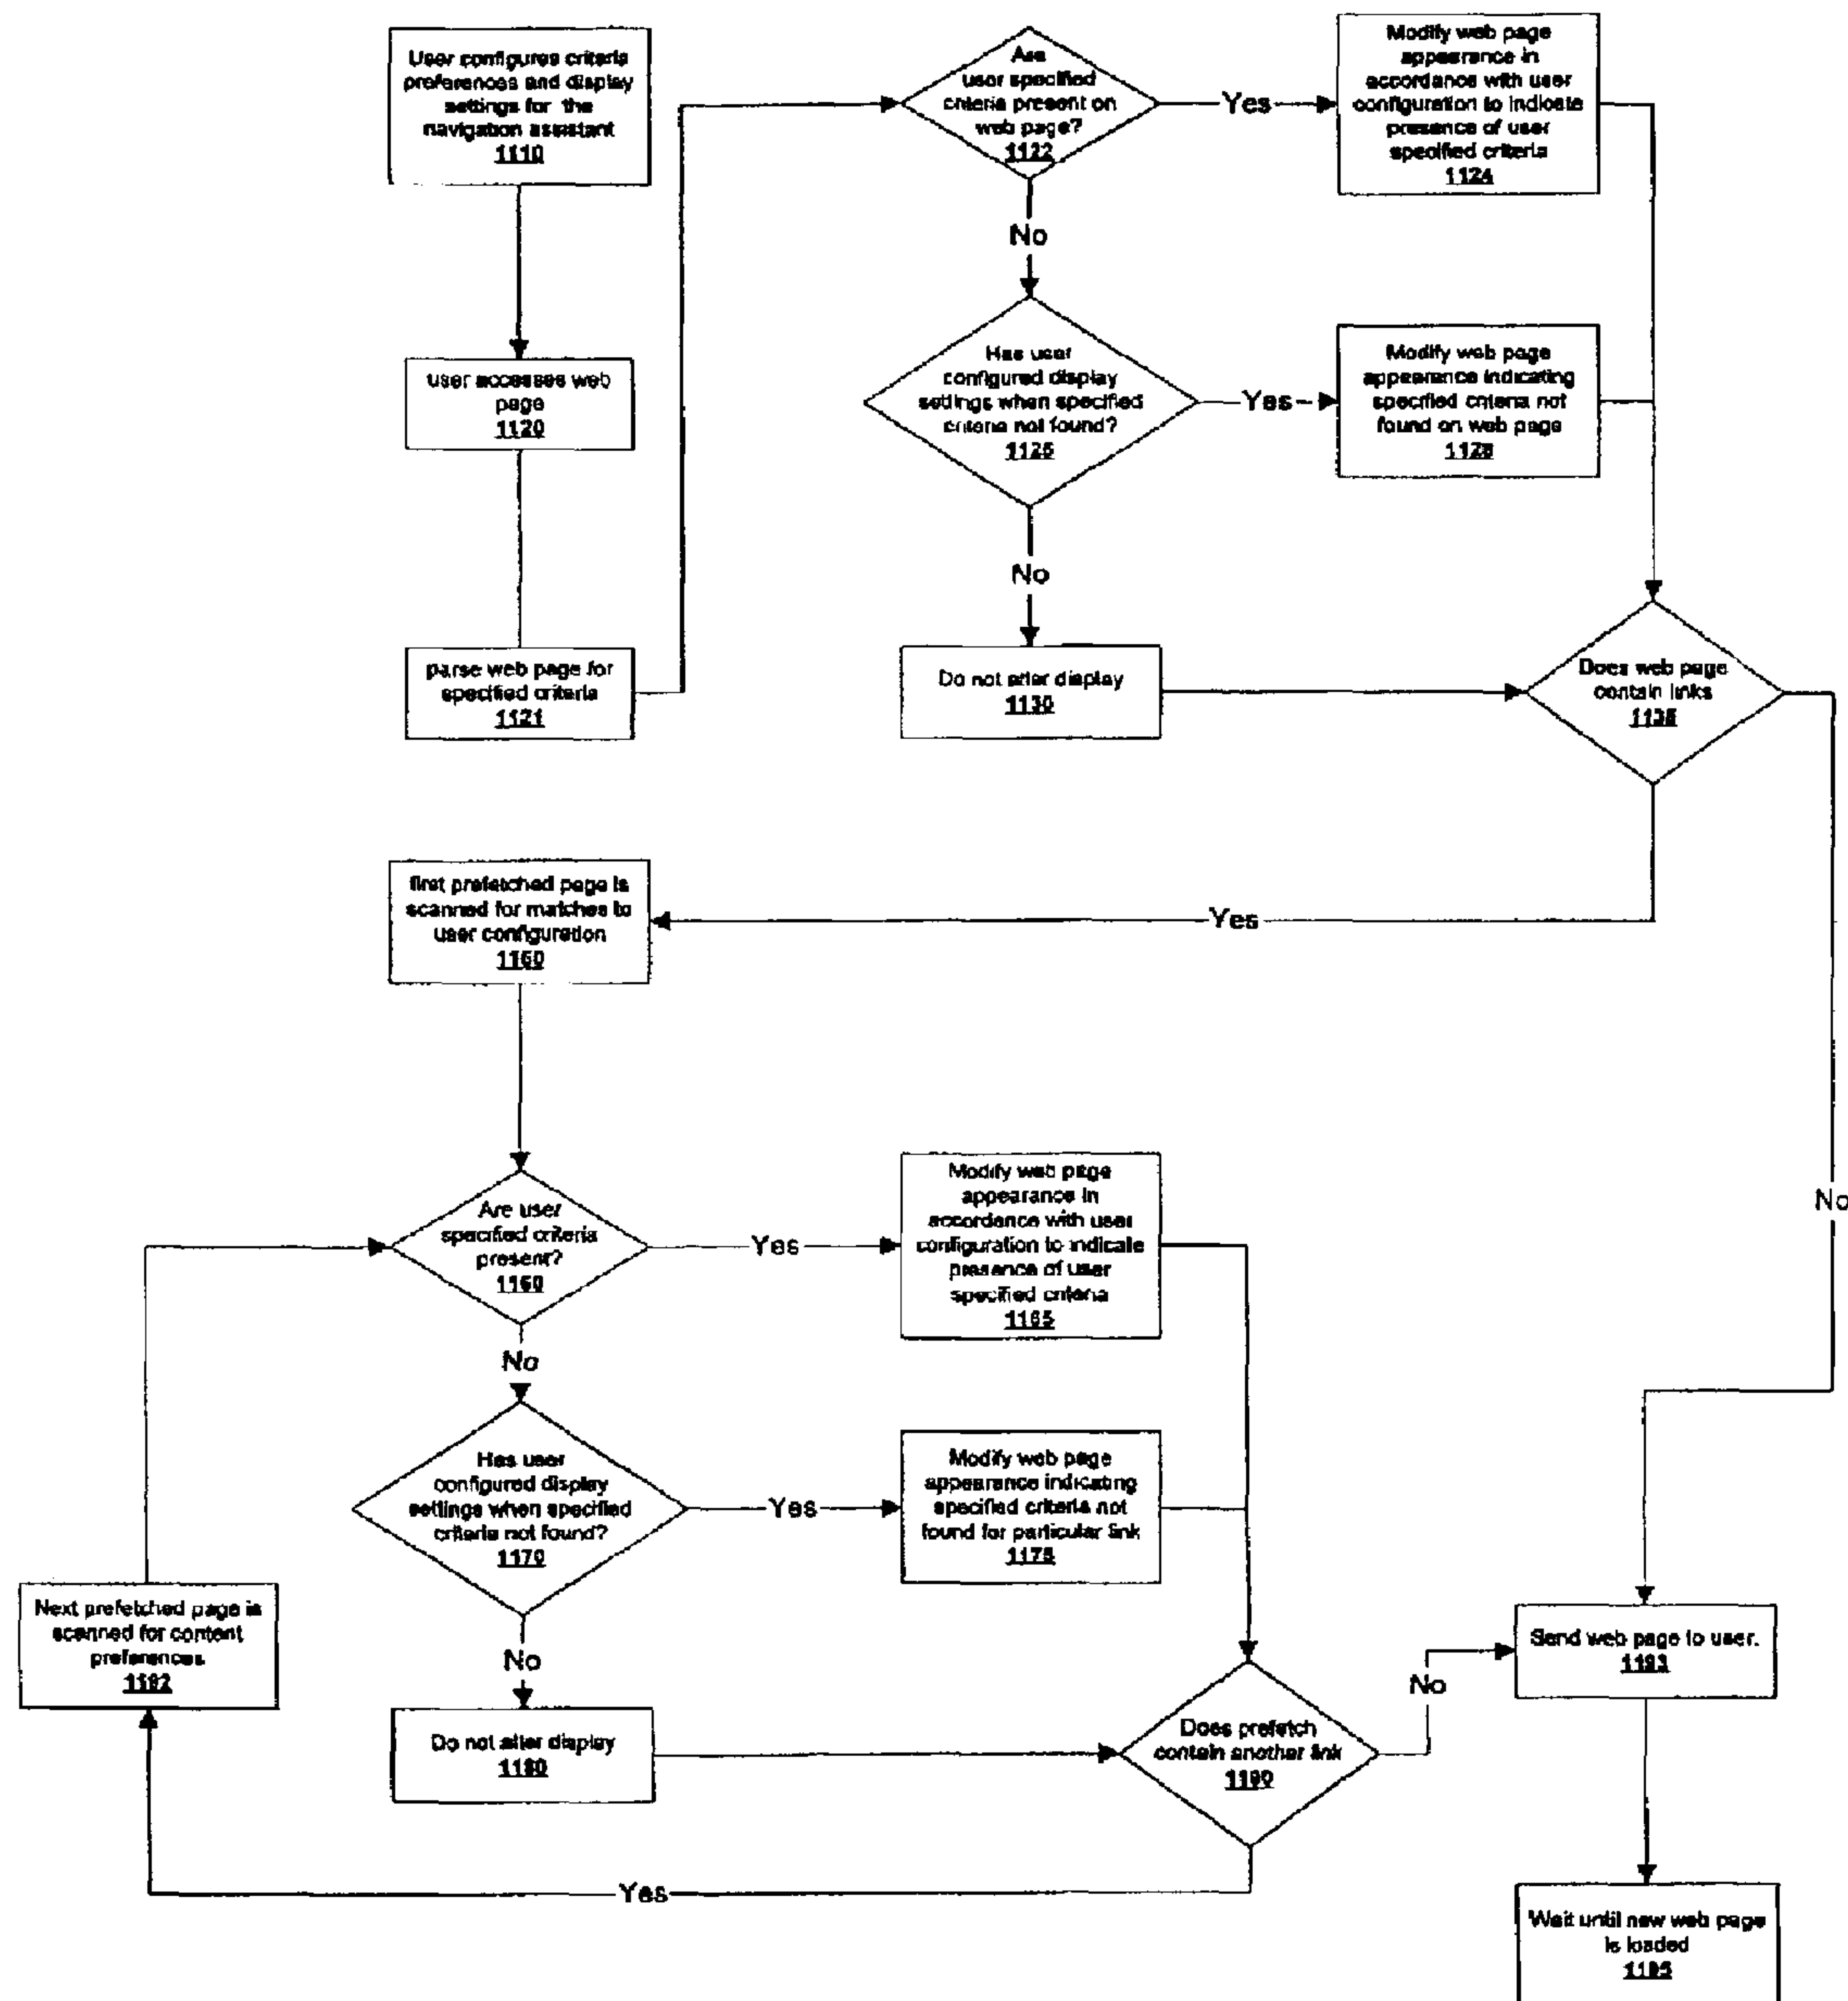 User configures criteria
preferences and display
settings for the
navigation assistant
1110
user accesses web
page
1120
parse web page for
specified criteria
1121
Are
user specified
criteria present on
web page?
1122
Yes
Modify web page
appearance in
accordance with user
configuration to indicate
presence of user
specified criteria
1124
No
Has user
configured display
settings when specified
criteria not found?
Yes
Modify web page
appearance indicating
specified criteria not
found on web page
No
Do not alter display
1130
Does web page
contain links
Yes
first prefetched page is
scanned for matches to
user configuration
No
Are user
specified criteria
present?
1160
Yes
Modify web page
appearance in
accordance with user
configuration to indicate
presence of user
specified criteria
1165
No
Has user
configured display
settings when specified
criteria not found?
1170
Yes
Modify web page
appearance indicating
specified criteria not
found for particular link
1175
No
Do not alter display
Next prefetched page is
scanned for content
preferences
1192
Does prefetch
contain another link
1190
No
Yes
Send web page to user.
1193
Wait until new web page
is loaded
1195